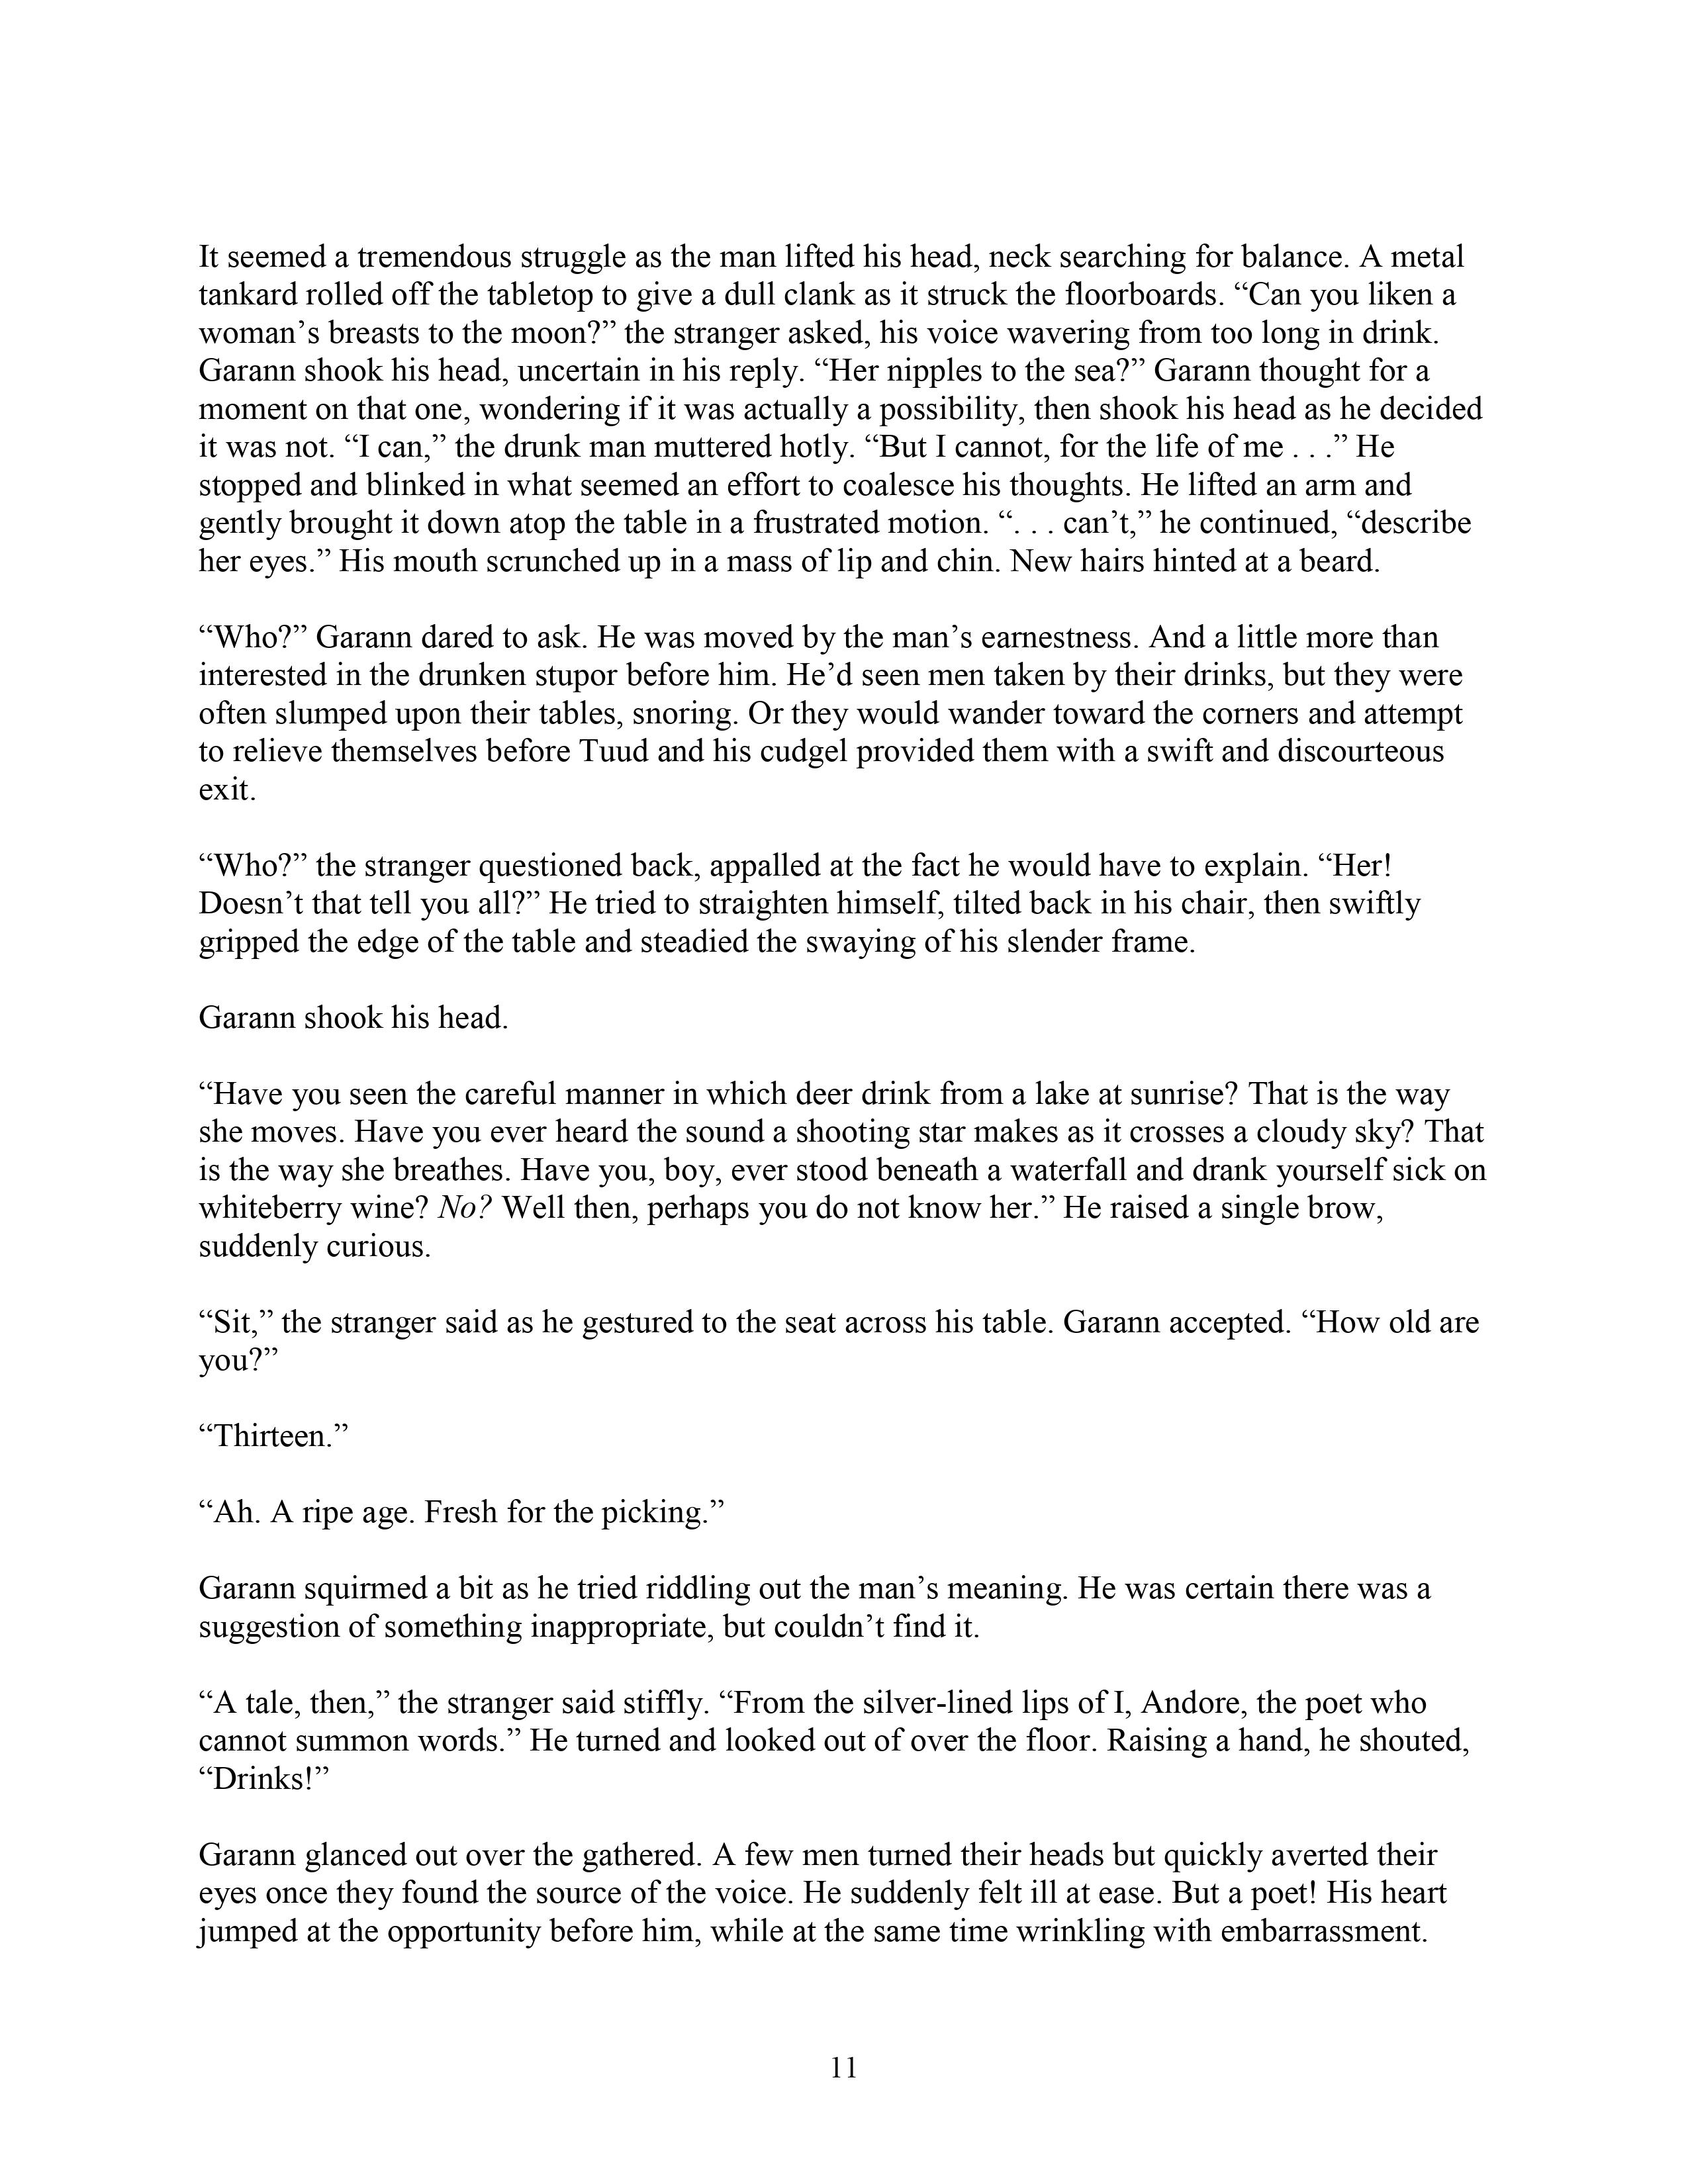 It seemed a tremendous struggle as the man lifted his head, neck searching for balance. A metal
tankard rolled off the tabletop to give a dull clank as it struck the floorboards. “Can you liken a
woman’s breasts to the moon?” the stranger asked, his voice wavering from too long in drink.
Garann shook his head, uncertain in his reply. “Her nipples to the sea?” Garann thought for a
moment on that one, wondering if it was actually a possibility, then shook his head as he decided
it was not. “I can,” the drunk man muttered hotly. “But I cannot, for the life of me . . .” He
stopped and blinked in what seemed an effort to coalesce his thoughts. He lifted an arm and
gently brought it down atop the table in a frustrated motion. “. . . can’t,” he continued, “describe
her eyes.” His mouth scrunched up in a mass of lip and chin. New hairs hinted at a beard.
“Who?” Garann dared to ask. He was moved by the man’s earnestness. And a little more than
interested in the drunken stupor before him. He’d seen men taken by their drinks, but they were
often slumped upon their tables, snoring. Or they would wander toward the corners and attempt
to relieve themselves before Tuud and his cudgel provided them with a swift and discourteous
exit.
“Who?” the stranger questioned back, appalled at the fact he would have to explain. “Her!
Doesn’t that tell you all?” He tried to straighten himself, tilted back in his chair, then swiftly
gripped the edge of the table and steadied the swaying of his slender frame.
Garann shook his head.
“Have you seen the careful manner in which deer drink from a lake at sunrise? That is the way
she moves. Have you ever heard the sound a shooting star makes as it crosses a cloudy sky? That
is the way she breathes. Have you, boy, ever stood beneath a waterfall and drank yourself sick on
whiteberry wine? No? Well then, perhaps you do not know her.” He raised a single brow,
suddenly curious.
“Sit,” the stranger said as he gestured to the seat across his table. Garann accepted. “How old are
you?”
“Thirteen.”
“Ah. A ripe age. Fresh for the picking.”
Garann squirmed a bit as he tried riddling out the man’s meaning. He was certain there was a
suggestion of something inappropriate, but couldn’t find it.
“A tale, then,” the stranger said stiffly. “From the silver-lined lips of I, Andore, the poet who
cannot summon words.” He turned and looked out of over the floor. Raising a hand, he shouted,
“Drinks!”
Garann glanced out over the gathered. A few men turned their heads but quickly averted their
eyes once they found the source of the voice. He suddenly felt ill at ease. But a poet! His heart
jumped at the opportunity before him, while at the same time wrinkling with embarrassment.
11